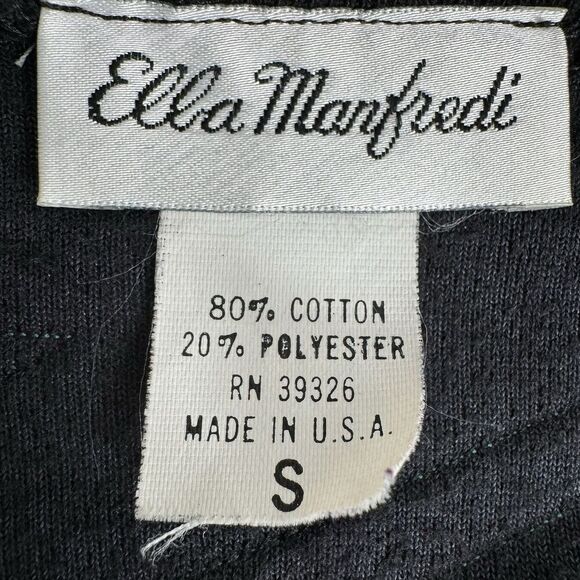 Ella Manfredi
80% COTTON
20% POLYESTER
RN 39326
MADE IN U.S.A.
S